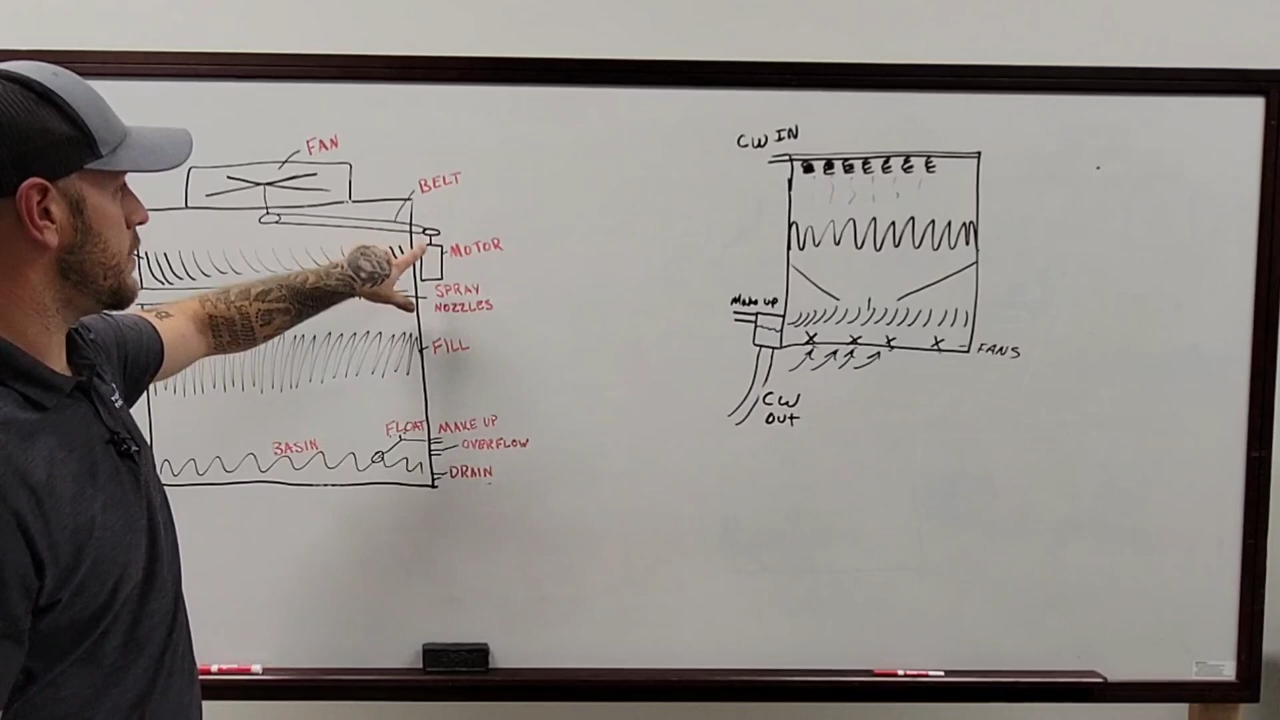 FAN
BELT
MOTOR
SPRAY
NOZZLES
FILL
FLOAT
MAKE UP
BASIN
OVERFLOW
DRAIN
CW IN
Make up
FANS
CW
OUT